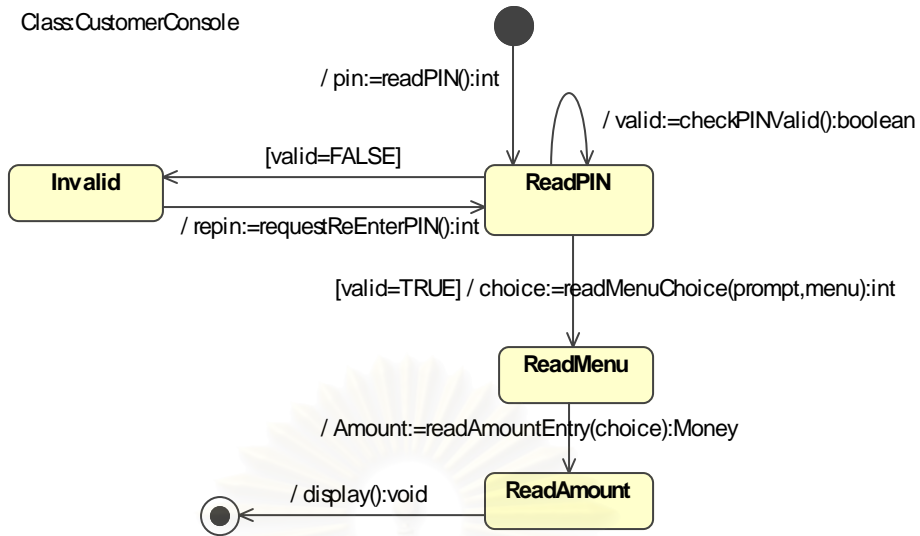 Class:CustomerConsole
/ pin:=readPIN():int
/ valid:=checkPINValid():boolean
[valid=FALSE]
Invalid
ReadPIN
/ repin:=requestReEnterPIN():int
[valid=TRUE] / choice:=readMenuChoice(prompt,menu):int
ReadMenu
/ Amount:=readAmountEntry(choice):Money
ReadAmount
/ display():void